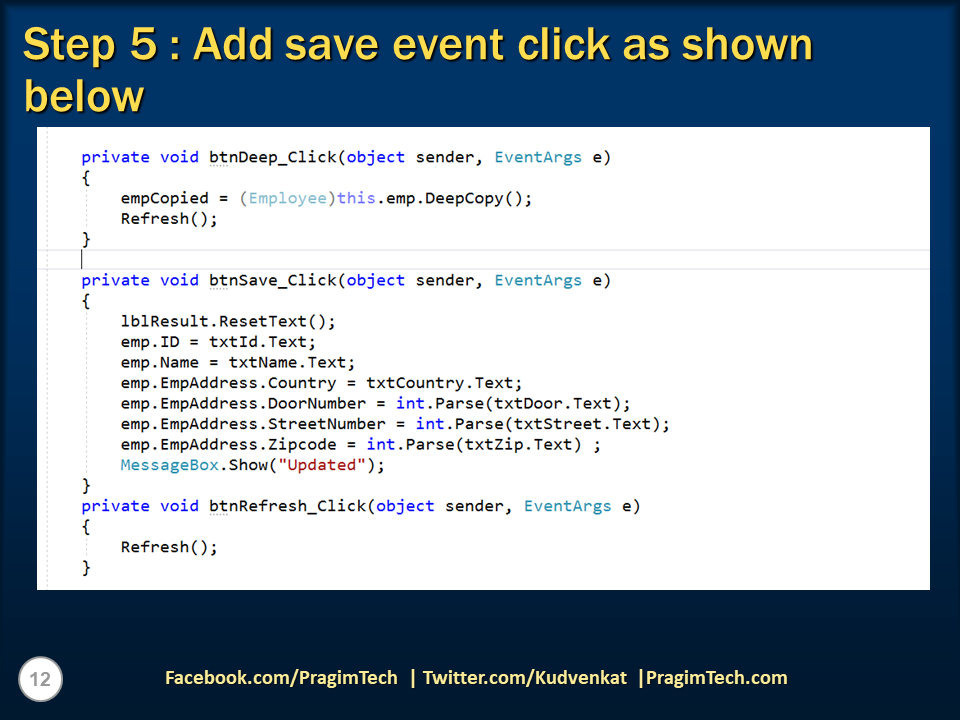 Step 5 : Add save event click as shown
below
private void btnDeep_Click(object sender, EventArgs e)
{
empCopied = (Employee)this.emp.DeepCopy();
Refresh();
}
private void btnSave_Click(object sender, EventArgs e)
{
lblResult.ResetText();
emp.ID = txtId.Text;
emp.Name = txtName.Text;
emp.EmpAddress.Country = txtCountry.Text;
emp.EmpAddress.DoorNumber = int.Parse(txtDoor.Text);
emp.EmpAddress.StreetNumber = int.Parse(txtStreet.Text);
emp.EmpAddress.Zipcode = int.Parse(txtZip.Text) ;
MessageBox.Show("Updated");
}
private void btnRefresh_Click(object sender, EventArgs e)
{
Refresh();
}
12
Facebook.com/PragimTech | Twitter.com/Kudvenkat |PragimTech.com